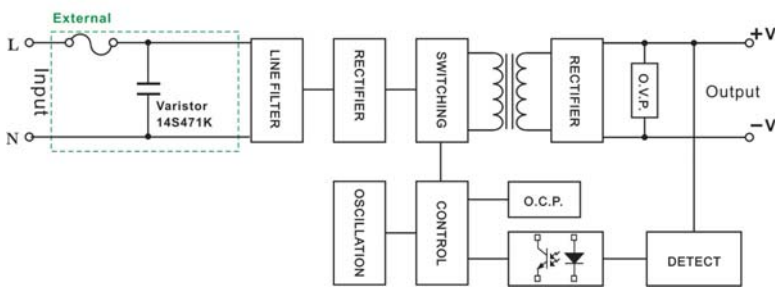 External
L
+V
Input
Varistor
14S471K
LINE FILTER
RECTIFIER
SWITCHING
RECTIFIER
O.V.P.
Output
N
-V
OSCILLATION
CONTROL
O.C.P.
DETECT